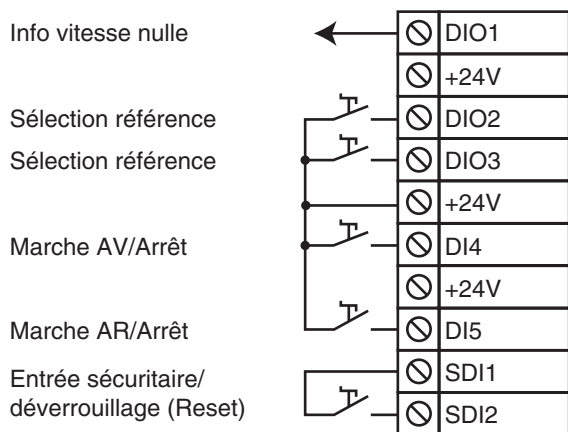 Info vitesse nulle DIO1
+24V
Sélection référence DIO2
Sélection référence DIO3
+24V
Marche AV/Arrêt DI4
+24V
Marche AR/Arrêt DI5
Entrée sécuritaire/ SDI1
déverrouillage (Reset) SDI2